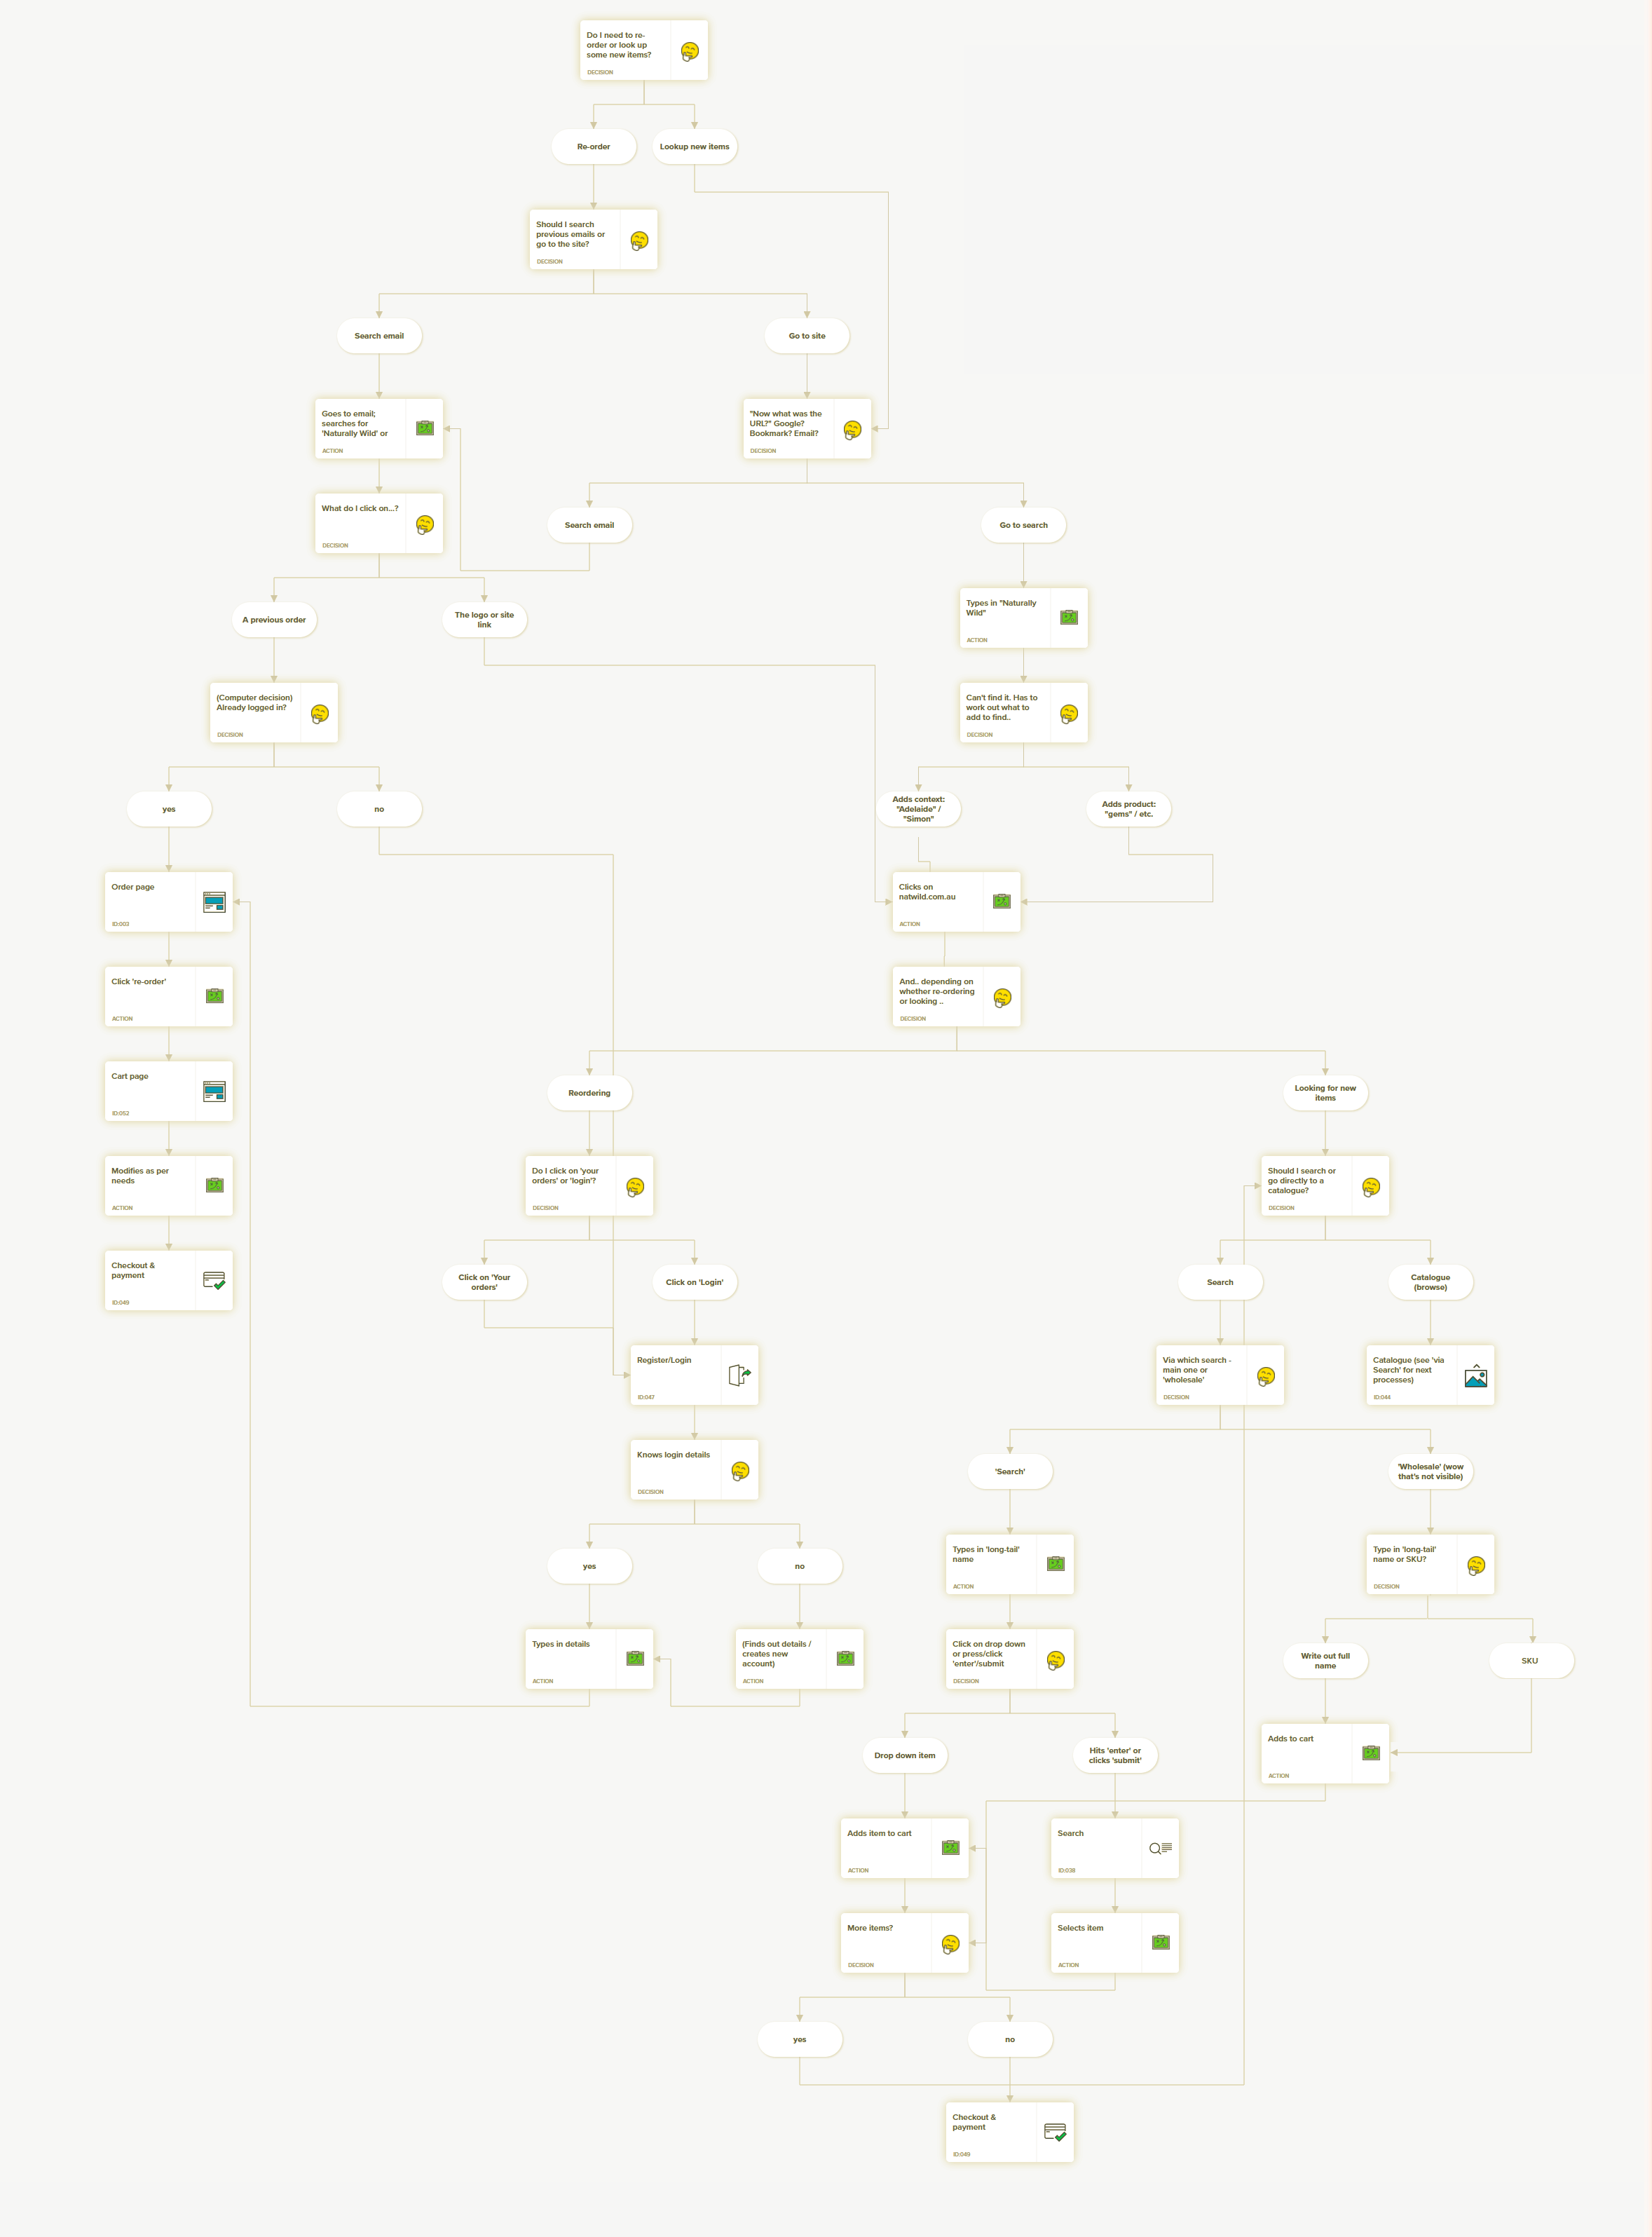 Do I need to re-
order or look up
some new items?
DECISION
Re-order
Lookup new items
Should I search
previous emails or
go to the site?
DECISION
Search email
Go to site
Goes to email;
searches for
'Naturally Wild' or
ACTION
"Now what was the
URL?" Google?
Bookmark? Email?
DECISION
What do I click on...?
DECISION
Search email
Go to search
A previous order
The logo or site
link
Types in "Naturally
Wild"
ACTION
(Computer decision)
Already logged in?
DECISION
Can't find it. Has to
work out what to
add to find..
DECISION
yes
no
Adds context:
"Adelaide" /
"Simon"
Adds product:
"gems" / etc.
Order page
ID:003
Clicks on
natwild.com.au
ACTION
Click 're-order'
ACTION
And.. depending on
whether re-ordering
or looking ..
DECISION
Cart page
ID:052
Reordering
Looking for new
items
Modifies as per
needs
ACTION
Do I click on 'your
orders' or 'login'?
DECISION
Should I search or
go directly to a
catalogue?
DECISION
Checkout &
payment
ID:049
Click on 'Your
orders'
Click on 'Login'
Search
Catalogue
(browse)
Register/Login
ID:047
Via which search -
main one or
'wholesale'
DECISION
Catalogue (see 'via
Search' for next
processes)
ID:044
Knows login details
DECISION
'Search'
'Wholesale' (wow
that's not visible)
yes
no
Types in 'long-tail'
name
ACTION
Type in 'long-tail'
name or SKU?
DECISION
Types in details
ACTION
(Finds out details /
creates new
account)
ACTION
Click on drop down
or press/click
'enter'/submit
DECISION
Write out full
name
SKU
Drop down item
Hits 'enter' or
clicks 'submit'
Adds to cart
ACTION
Adds item to cart
ACTION
Search
ID:038
More items?
DECISION
Selects item
ACTION
yes
no
Checkout &
payment
ID:049